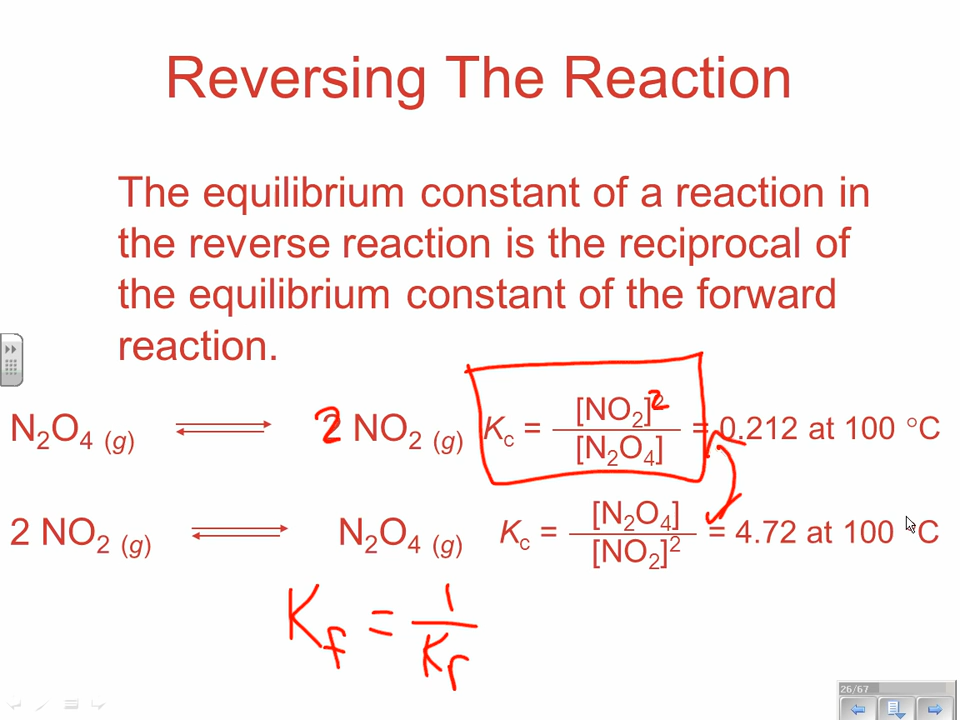 Reversing The Reaction
The equilibrium constant of a reaction in
the reverse reaction is the reciprocal of
the equilibrium constant of the forward
reaction.
N₂O₄ (g) ⇌ 2 NO₂ (g) Kc = [NO₂]² / [N₂O₄] = 0.212 at 100 °C
2 NO₂ (g) ⇌ N₂O₄ (g) Kc = [N₂O₄] / [NO₂]² = 4.72 at 100 °C
Kf = 1 / Kr
26/67